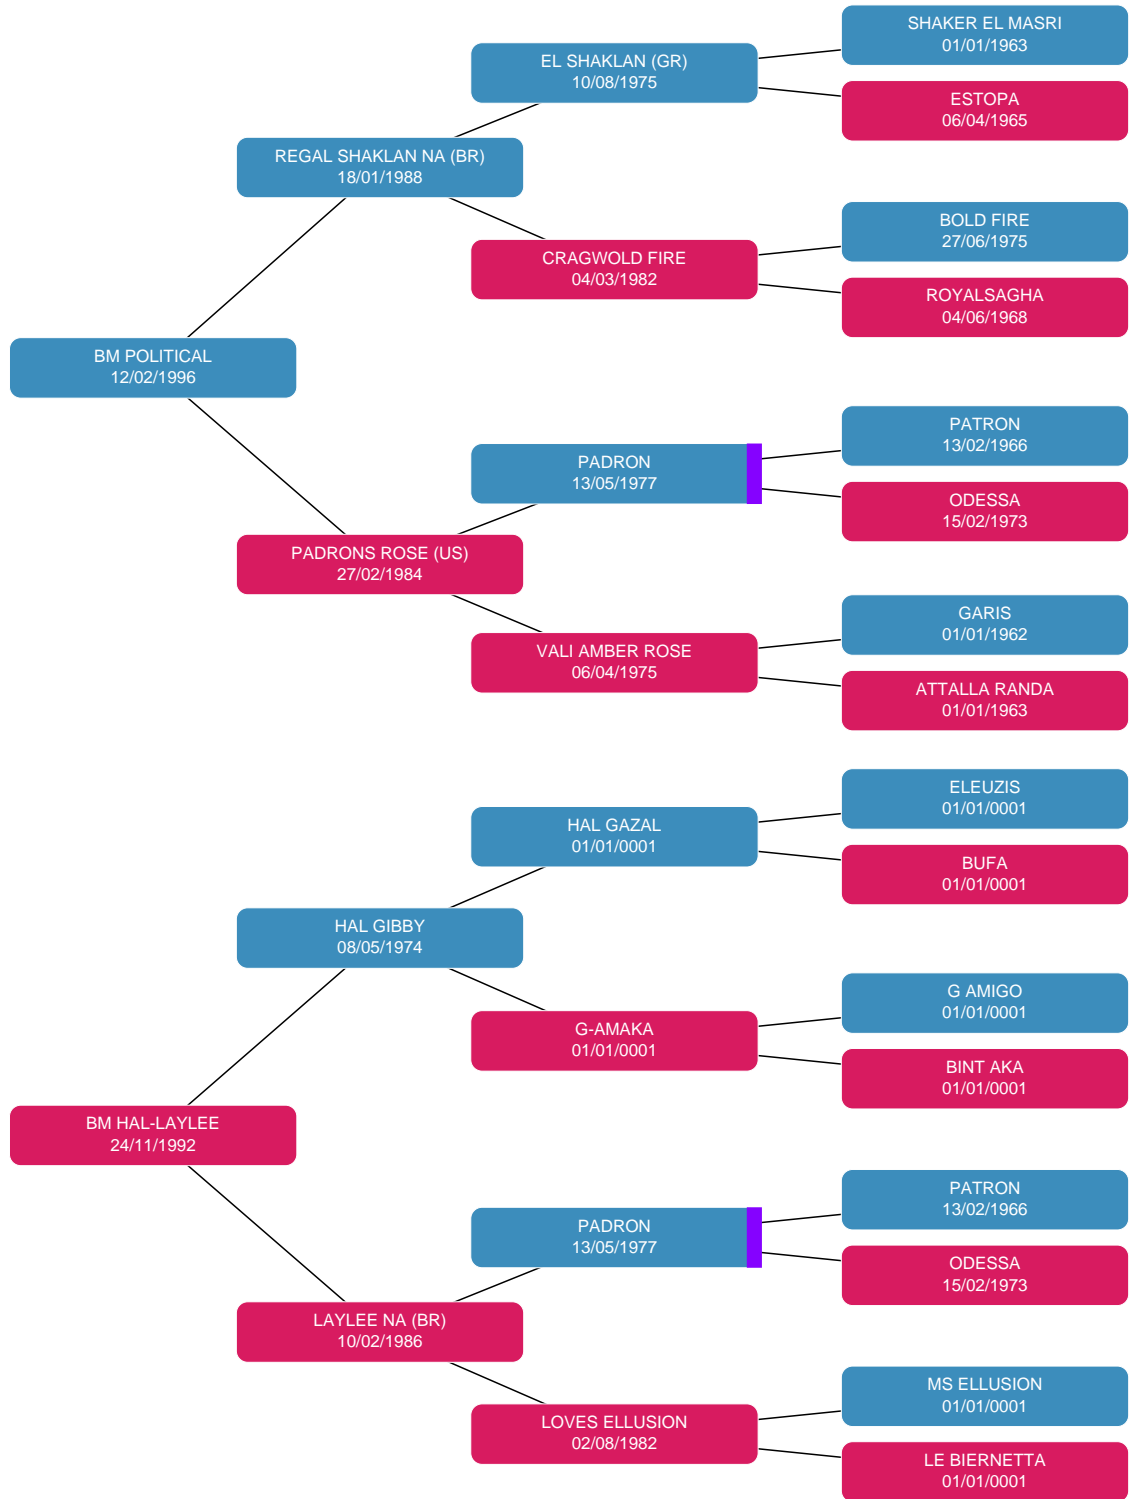 SHAKER EL MASRI
01/01/1963
EL SHAKLAN (GR)
10/08/1975
ESTOPA
06/04/1965
REGAL SHAKLAN NA (BR)
18/01/1988
BOLD FIRE
27/06/1975
CRAGWOLD FIRE
04/03/1982
ROYALSAGHA
04/06/1968
BM POLITICAL
12/02/1996
PATRON
13/02/1966
PADRON
13/05/1977
ODESSA
15/02/1973
PADRONS ROSE (US)
27/02/1984
GARIS
01/01/1962
VALI AMBER ROSE
06/04/1975
ATTALLA RANDA
01/01/1963
ELEUZIS
01/01/0001
HAL GAZAL
01/01/0001
BUFA
01/01/0001
HAL GIBBY
08/05/1974
G AMIGO
01/01/0001
G-AMAKA
01/01/0001
BINT AKA
01/01/0001
BM HAL-LAYLEE
24/11/1992
PATRON
13/02/1966
PADRON
13/05/1977
ODESSA
15/02/1973
LAYLEE NA (BR)
10/02/1986
MS ELLUSION
01/01/0001
LOVES ELLUSION
02/08/1982
LE BIERNETTA
01/01/0001